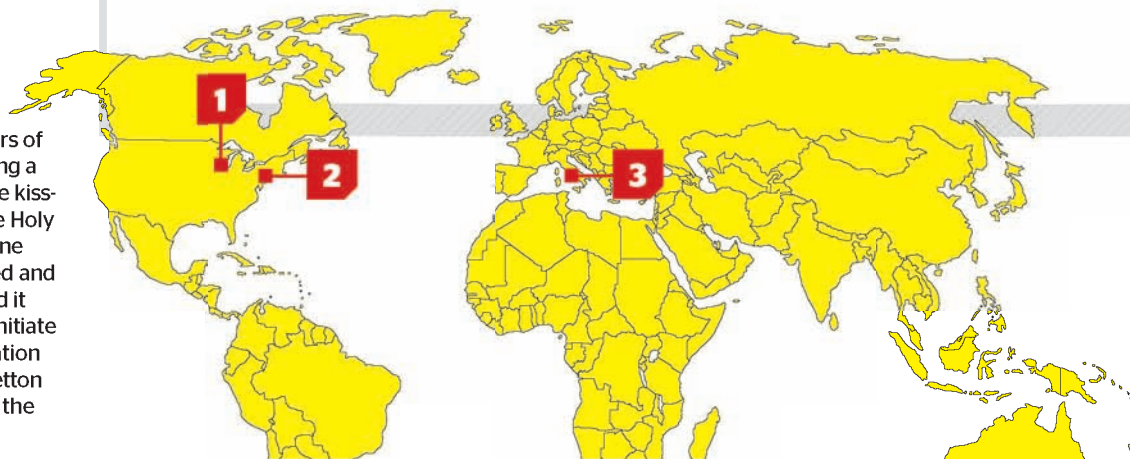 rs of
ng a
e kiss-
e Holy
ne
ed and
d it
nitiate
ation
etton
the
1
2
3